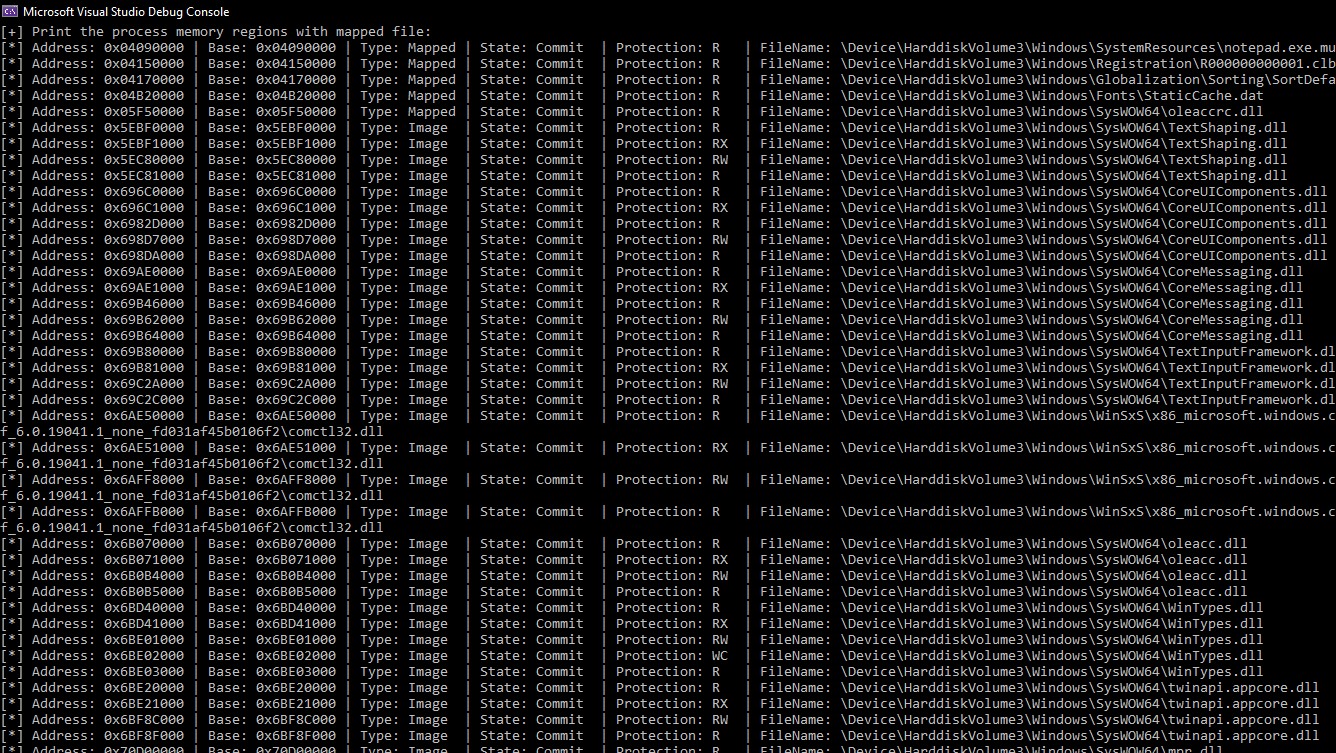 Microsoft Visual Studio Debug Console
[+] Print the process memory regions with mapped file:
[*] Address: 0x04090000 | Base: 0x04090000 | Type: Mapped | State: Commit | Protection: R | FileName: \Device\HarddiskVolume3\Windows\SystemResources\notepad.exe.mu
[*] Address: 0x04150000 | Base: 0x04150000 | Type: Mapped | State: Commit | Protection: R | FileName: \Device\HarddiskVolume3\Windows\Registration\R000000000001.clb
[*] Address: 0x04170000 | Base: 0x04170000 | Type: Mapped | State: Commit | Protection: R | FileName: \Device\HarddiskVolume3\Windows\Globalization\Sorting\SortDefa
[*] Address: 0x04B20000 | Base: 0x04B20000 | Type: Mapped | State: Commit | Protection: R | FileName: \Device\HarddiskVolume3\Windows\Fonts\StaticCache.dat
[*] Address: 0x05F50000 | Base: 0x05F50000 | Type: Mapped | State: Commit | Protection: R | FileName: \Device\HarddiskVolume3\Windows\SysWOW64\oleaccrc.dll
[*] Address: 0x5EBF0000 | Base: 0x5EBF0000 | Type: Image | State: Commit | Protection: R | FileName: \Device\HarddiskVolume3\Windows\SysWOW64\TextShaping.dll
[*] Address: 0x5EBF1000 | Base: 0x5EBF1000 | Type: Image | State: Commit | Protection: RX | FileName: \Device\HarddiskVolume3\Windows\SysWOW64\TextShaping.dll
[*] Address: 0x5EC80000 | Base: 0x5EC80000 | Type: Image | State: Commit | Protection: RW | FileName: \Device\HarddiskVolume3\Windows\SysWOW64\TextShaping.dll
[*] Address: 0x5EC81000 | Base: 0x5EC81000 | Type: Image | State: Commit | Protection: R | FileName: \Device\HarddiskVolume3\Windows\SysWOW64\TextShaping.dll
[*] Address: 0x696C0000 | Base: 0x696C0000 | Type: Image | State: Commit | Protection: R | FileName: \Device\HarddiskVolume3\Windows\SysWOW64\CoreUIComponents.dll
[*] Address: 0x696C1000 | Base: 0x696C1000 | Type: Image | State: Commit | Protection: RX | FileName: \Device\HarddiskVolume3\Windows\SysWOW64\CoreUIComponents.dll
[*] Address: 0x6982D000 | Base: 0x6982D000 | Type: Image | State: Commit | Protection: R | FileName: \Device\HarddiskVolume3\Windows\SysWOW64\CoreUIComponents.dll
[*] Address: 0x698D7000 | Base: 0x698D7000 | Type: Image | State: Commit | Protection: RW | FileName: \Device\HarddiskVolume3\Windows\SysWOW64\CoreUIComponents.dll
[*] Address: 0x698DA000 | Base: 0x698DA000 | Type: Image | State: Commit | Protection: R | FileName: \Device\HarddiskVolume3\Windows\SysWOW64\CoreUIComponents.dll
[*] Address: 0x69AE0000 | Base: 0x69AE0000 | Type: Image | State: Commit | Protection: R | FileName: \Device\HarddiskVolume3\Windows\SysWOW64\CoreMessaging.dll
[*] Address: 0x69AE1000 | Base: 0x69AE1000 | Type: Image | State: Commit | Protection: RX | FileName: \Device\HarddiskVolume3\Windows\SysWOW64\CoreMessaging.dll
[*] Address: 0x69B46000 | Base: 0x69B46000 | Type: Image | State: Commit | Protection: R | FileName: \Device\HarddiskVolume3\Windows\SysWOW64\CoreMessaging.dll
[*] Address: 0x69B62000 | Base: 0x69B62000 | Type: Image | State: Commit | Protection: RW | FileName: \Device\HarddiskVolume3\Windows\SysWOW64\CoreMessaging.dll
[*] Address: 0x69B64000 | Base: 0x69B64000 | Type: Image | State: Commit | Protection: R | FileName: \Device\HarddiskVolume3\Windows\SysWOW64\CoreMessaging.dll
[*] Address: 0x69B80000 | Base: 0x69B80000 | Type: Image | State: Commit | Protection: R | FileName: \Device\HarddiskVolume3\Windows\SysWOW64\TextInputFramework.dl
[*] Address: 0x69B81000 | Base: 0x69B81000 | Type: Image | State: Commit | Protection: RX | FileName: \Device\HarddiskVolume3\Windows\SysWOW64\TextInputFramework.dl
[*] Address: 0x69C2A000 | Base: 0x69C2A000 | Type: Image | State: Commit | Protection: RW | FileName: \Device\HarddiskVolume3\Windows\SysWOW64\TextInputFramework.dl
[*] Address: 0x69C2C000 | Base: 0x69C2C000 | Type: Image | State: Commit | Protection: R | FileName: \Device\HarddiskVolume3\Windows\SysWOW64\TextInputFramework.dl
[*] Address: 0x6AE50000 | Base: 0x6AE50000 | Type: Image | State: Commit | Protection: R | FileName: \Device\HarddiskVolume3\Windows\WinSxS\x86_microsoft.windows.c
f_6.0.19041.1_none_fd031af45b0106f2\comctl32.dll
[*] Address: 0x6AE51000 | Base: 0x6AE51000 | Type: Image | State: Commit | Protection: RX | FileName: \Device\HarddiskVolume3\Windows\WinSxS\x86_microsoft.windows.c
f_6.0.19041.1_none_fd031af45b0106f2\comctl32.dll
[*] Address: 0x6AFF8000 | Base: 0x6AFF8000 | Type: Image | State: Commit | Protection: RW | FileName: \Device\HarddiskVolume3\Windows\WinSxS\x86_microsoft.windows.c
f_6.0.19041.1_none_fd031af45b0106f2\comctl32.dll
[*] Address: 0x6AFFB000 | Base: 0x6AFFB000 | Type: Image | State: Commit | Protection: R | FileName: \Device\HarddiskVolume3\Windows\WinSxS\x86_microsoft.windows.c
f_6.0.19041.1_none_fd031af45b0106f2\comctl32.dll
[*] Address: 0x6B070000 | Base: 0x6B070000 | Type: Image | State: Commit | Protection: R | FileName: \Device\HarddiskVolume3\Windows\SysWOW64\oleacc.dll
[*] Address: 0x6B071000 | Base: 0x6B071000 | Type: Image | State: Commit | Protection: RX | FileName: \Device\HarddiskVolume3\Windows\SysWOW64\oleacc.dll
[*] Address: 0x6B0B4000 | Base: 0x6B0B4000 | Type: Image | State: Commit | Protection: RW | FileName: \Device\HarddiskVolume3\Windows\SysWOW64\oleacc.dll
[*] Address: 0x6B0B5000 | Base: 0x6B0B5000 | Type: Image | State: Commit | Protection: R | FileName: \Device\HarddiskVolume3\Windows\SysWOW64\oleacc.dll
[*] Address: 0x6BD40000 | Base: 0x6BD40000 | Type: Image | State: Commit | Protection: R | FileName: \Device\HarddiskVolume3\Windows\SysWOW64\WinTypes.dll
[*] Address: 0x6BD41000 | Base: 0x6BD41000 | Type: Image | State: Commit | Protection: RX | FileName: \Device\HarddiskVolume3\Windows\SysWOW64\WinTypes.dll
[*] Address: 0x6BE01000 | Base: 0x6BE01000 | Type: Image | State: Commit | Protection: RW | FileName: \Device\HarddiskVolume3\Windows\SysWOW64\WinTypes.dll
[*] Address: 0x6BE02000 | Base: 0x6BE02000 | Type: Image | State: Commit | Protection: WC | FileName: \Device\HarddiskVolume3\Windows\SysWOW64\WinTypes.dll
[*] Address: 0x6BE03000 | Base: 0x6BE03000 | Type: Image | State: Commit | Protection: R | FileName: \Device\HarddiskVolume3\Windows\SysWOW64\WinTypes.dll
[*] Address: 0x6BE20000 | Base: 0x6BE20000 | Type: Image | State: Commit | Protection: R | FileName: \Device\HarddiskVolume3\Windows\SysWOW64\twinapi.appcore.dll
[*] Address: 0x6BE21000 | Base: 0x6BE21000 | Type: Image | State: Commit | Protection: RX | FileName: \Device\HarddiskVolume3\Windows\SysWOW64\twinapi.appcore.dll
[*] Address: 0x6BF8C000 | Base: 0x6BF8C000 | Type: Image | State: Commit | Protection: RW | FileName: \Device\HarddiskVolume3\Windows\SysWOW64\twinapi.appcore.dll
[*] Address: 0x6BF8F000 | Base: 0x6BF8F000 | Type: Image | State: Commit | Protection: R | FileName: \Device\HarddiskVolume3\Windows\SysWOW64\twinapi.appcore.dll
[*] Address: 0x70D00000 | Base: 0x70D00000 | Type: Image | State: Commit | Protection: R | FileName: \Device\HarddiskVolume3\Windows\SysWOW64\mpr.dll